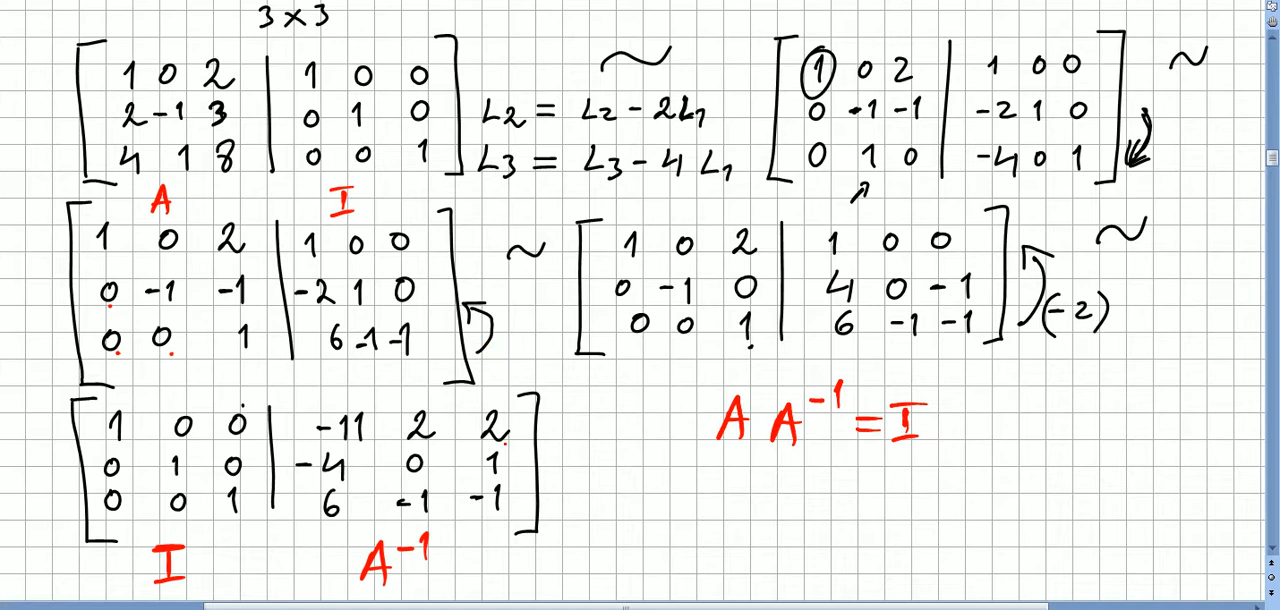 3 × 3
1 0 2 | 1 0 0 ~ 1 0 2 | 1 0 0 ~
2 -1 3 | 0 1 0 L2 = L2 - 2L1 0 -1 -1 | -2 1 0
4 1 8 | 0 0 1 L3 = L3 - 4L1 0 1 0 | -4 0 1
A I
1 0 2 | 1 0 0 ~ 1 0 2 | 1 0 0 ~
0 -1 -1 | -2 1 0 0 -1 0 | 4 0 -1 (-2)
0 0 1 | 6 -1 -1 0 0 1 | 6 -1 -1
1 0 0 | -11 2 2 A A⁻¹ = I
0 1 0 | -4 0 1
0 0 1 | 6 -1 -1
I A⁻¹